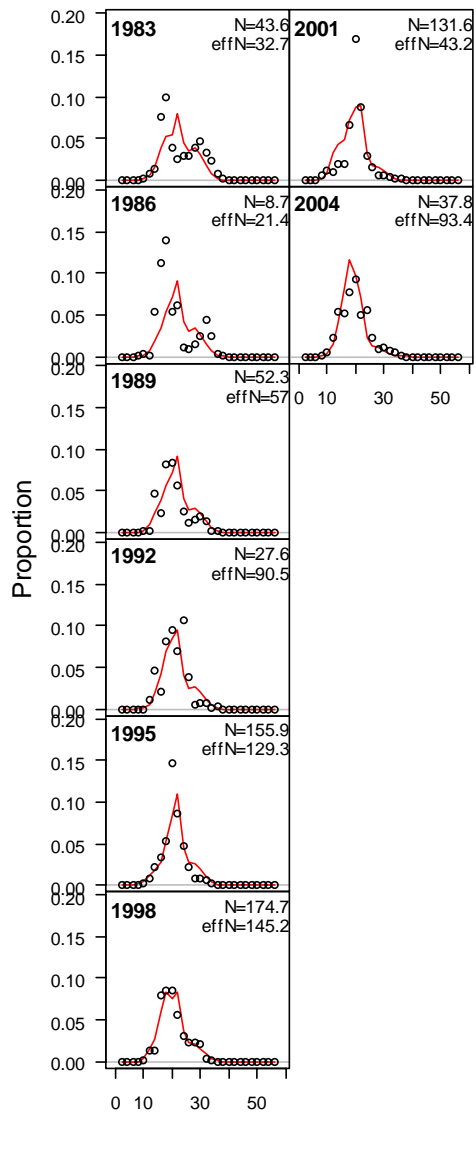 Proportion
0.20
0.15
0.10
0.05
0.00
1983
N=43.6
effN=32.7
2001
N=131.6
effN=43.2
0.20
0.15
0.10
0.05
0.00
1986
N=8.7
effN=21.4
2004
N=37.8
effN=93.4
0 10 30 50
0.20
0.15
0.10
0.05
0.00
1989
N=52.3
effN=57
0.20
0.15
0.10
0.05
0.00
1992
N=27.6
effN=90.5
0.20
0.15
0.10
0.05
0.00
1995
N=155.9
effN=129.3
0.20
0.15
0.10
0.05
0.00
1998
N=174.7
effN=145.2
0 10 30 50